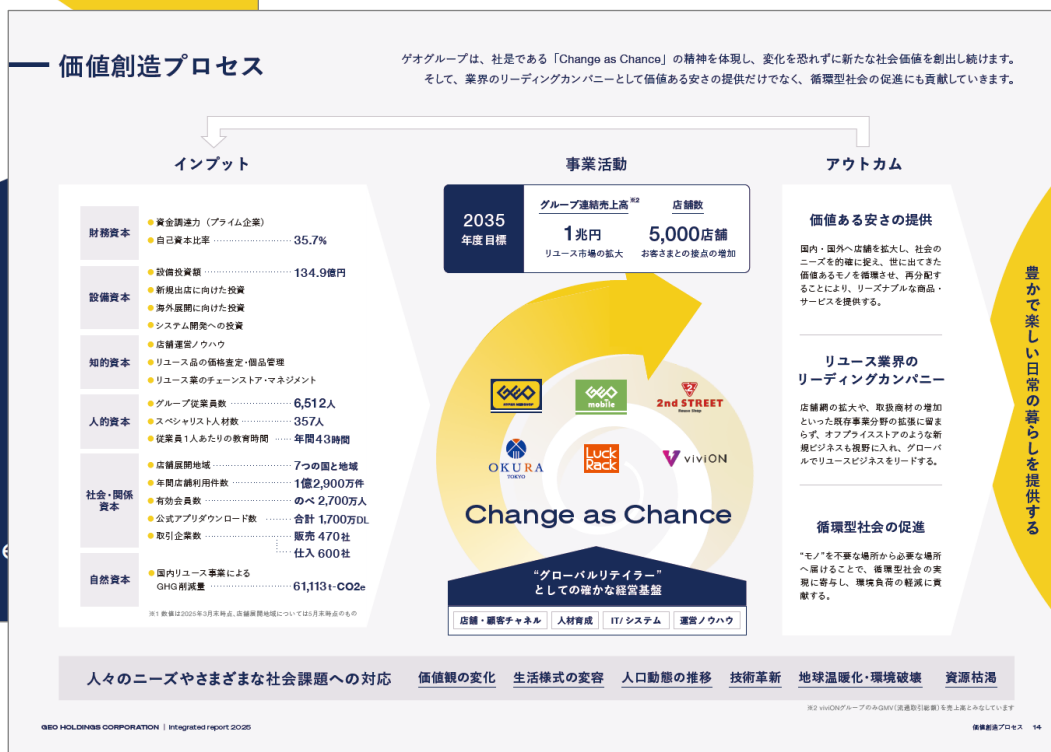 価値創造プロセス
ゲオグループは、社是である「Change as Chance」の精神を体現し、変化を恐れずに新たな社会価値を創出し続けます。
そして、業界のリーディングカンパニーとして価値ある安さの提供だけでなく、循環型社会の促進にも貢献していきます。
インプット
財務資本
資金調達力（プライム企業）
自己資本比率 35.7%
設備資本
設備投資額 134.9億円
新規出店に向けた投資
海外展開に向けた投資
システム開発への投資
知的資本
店舗運営ノウハウ
リユース品の価格査定・個品管理
リユース業のチェーンストア・マネジメント
人的資本
グループ従業員数 6,512人
スペシャリスト人材数 357人
従業員1人あたりの教育時間 年間43時間
社会・関係
資本
店舗展開地域 7つの国と地域
年間店舗利用件数 1億2,900万件
有効会員数 のべ2,700万人
公式アプリダウンロード数 合計1,700万DL
取引企業数 販売 470社
仕入 600社
自然資本
国内リユース事業による
GHG削減量 61,113t-CO2e
※1 数値は2025年3月末時点、店舗展開地域については5月末時点のもの
事業活動
2035
年度目標
グループ連結売上高※2
1兆円
リユース市場の拡大
店舗数
5,000店舗
お客さまとの接点の増加
GEO
GEO
mobile
2nd STREET
OKURA
TOKYO
Luck
Rack
viviON
Change as Chance
“グローバルリテイラー”
としての確かな経営基盤
店舗・顧客チャネル
人材育成
IT/システム
運営ノウハウ
アウトカム
価値ある安さの提供
国内・国外へ店舗を拡大し、社会の
ニーズを的確に捉え、世に出てきた
価値あるモノを循環させ、再分配す
ることにより、リーズナブルな商品・
サービスを提供する。
リユース業界の
リーディングカンパニー
店舗網の拡大や、取扱商材の増加
といった既存事業分野の拡張に留ま
らず、オフプライスストアのような新
規ビジネスも視野に入れ、グローバ
ルでリユースビジネスをリードする。
循環型社会の促進
“モノ”を不要な場所から必要な場所
へ届けることで、循環型社会の実
現に寄与し、環境負荷の軽減に貢
献する。
豊かで楽しい日常の暮らしを提供する
人々のニーズやさまざまな社会課題への対応
価値観の変化
生活様式の変容
人口動態の推移
技術革新
地球温暖化・環境破壊
資源枯渇
※2 viviONグループのみGMV（流通取引総額）を売上高とみなしています
GEO HOLDINGS CORPORATION | Integrated report 2025
価値創造プロセス 14